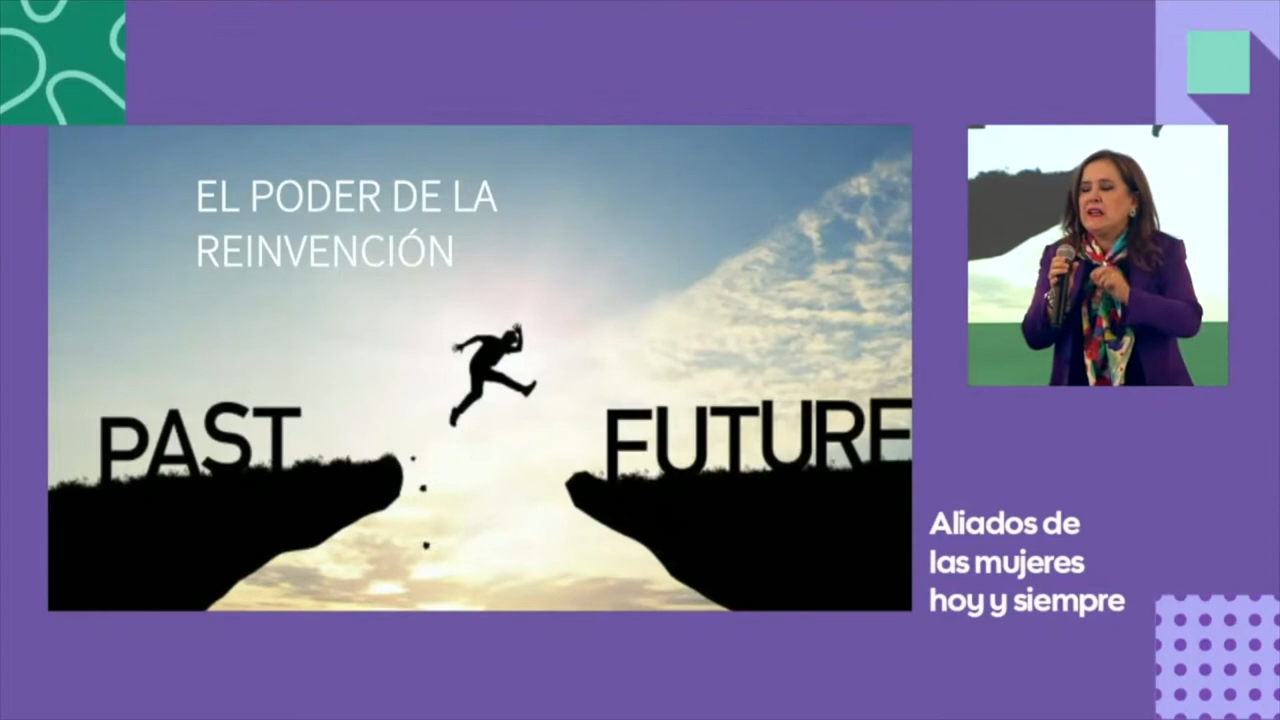 EL PODER DE LA
REINVENCIÓN
PAST
FUTURE
Aliados de
las mujeres
hoy y siempre